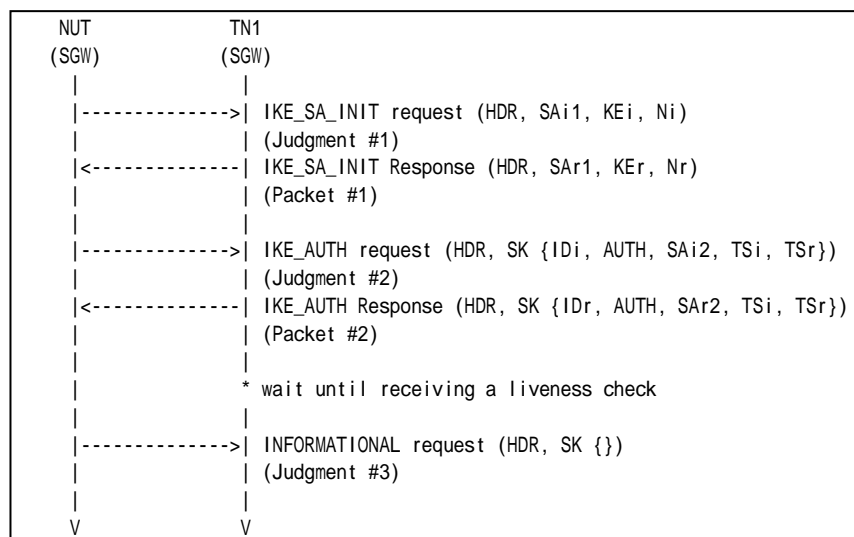 NUT TN1
(SGW) (SGW)
| |
|-------------->| IKE_SA_INIT request (HDR, SAi1, KEi, Ni)
| | (Judgment #1)
|<--------------| IKE_SA_INIT Response (HDR, SAr1, KEr, Nr)
| | (Packet #1)
| |
|-------------->| IKE_AUTH request (HDR, SK {IDi, AUTH, SAi2, TSi, TSr})
| | (Judgment #2)
|<--------------| IKE_AUTH Response (HDR, SK {IDr, AUTH, SAr2, TSi, TSr})
| | (Packet #2)
| |
| * wait until receiving a liveness check
| |
|-------------->| INFORMATIONAL request (HDR, SK {})
| | (Judgment #3)
| |
V V